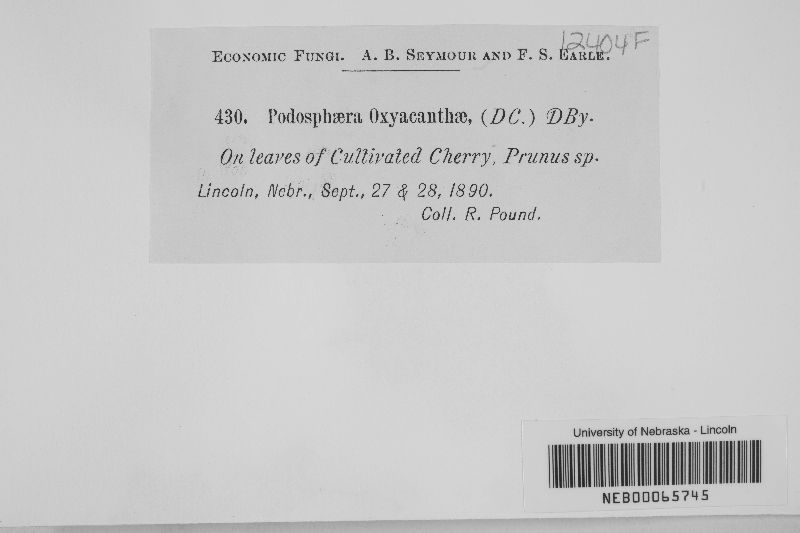 12404F
ECONOMIC FUNGI. A. B. SEYMOUR AND F. S. EARLE.
430. Podosphæra Oxyacanthæ, (DC.) DBy.
On leaves of Cultivated Cherry, Prunus sp.
Lincoln, Nebr., Sept., 27 & 28, 1890.
Coll. R. Pound.
University of Nebraska - Lincoln
NEB00065745